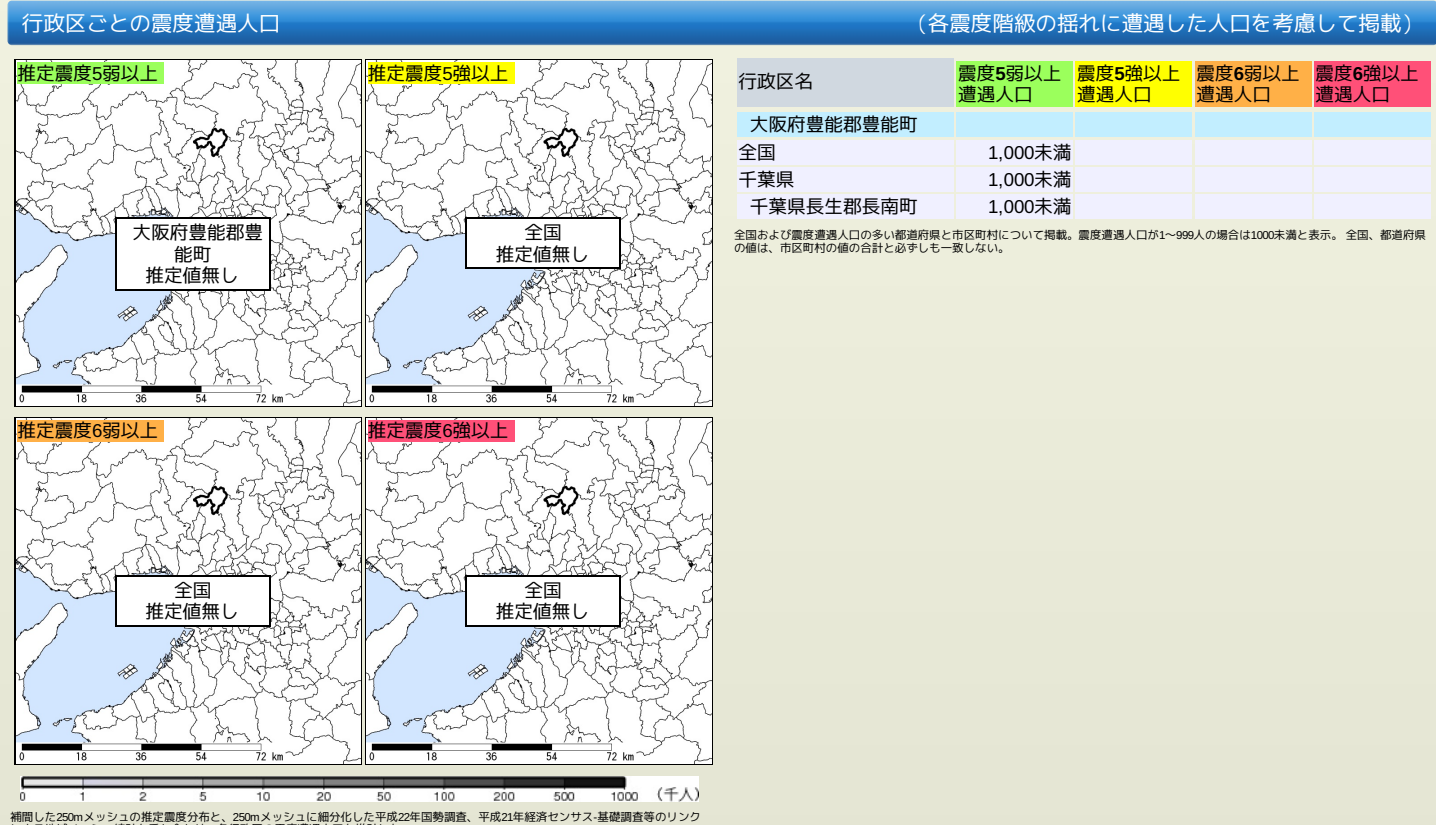 行政区ごとの震度遭遇人口 （各震度階級の揺れに遭遇した人口を考慮して掲載）
推定震度5弱以上
大阪府豊能郡豊
能町
推定値無し
0 18 36 54 72 km
推定震度5強以上
全国
推定値無し
0 18 36 54 72 km
推定震度6弱以上
全国
推定値無し
0 18 36 54 72 km
推定震度6強以上
全国
推定値無し
0 18 36 54 72 km
0 1 2 5 10 20 50 100 200 500 1000 （千人）
補間した250mメッシュの推定震度分布と、250mメッシュに細分化した平成22年国勢調査、平成21年経済センサス-基礎調査等のリンク
行政区名 震度5弱以上 震度5強以上 震度6弱以上 震度6強以上
遭遇人口 遭遇人口 遭遇人口 遭遇人口
大阪府豊能郡豊能町
全国 1,000未満
千葉県 1,000未満
千葉県長生郡長南町 1,000未満
全国および震度遭遇人口の多い都道府県と市区町村について掲載。震度遭遇人口が1～999人の場合は1000未満と表示。 全国、都道府県
の値は、市区町村の値の合計と必ずしも一致しない。